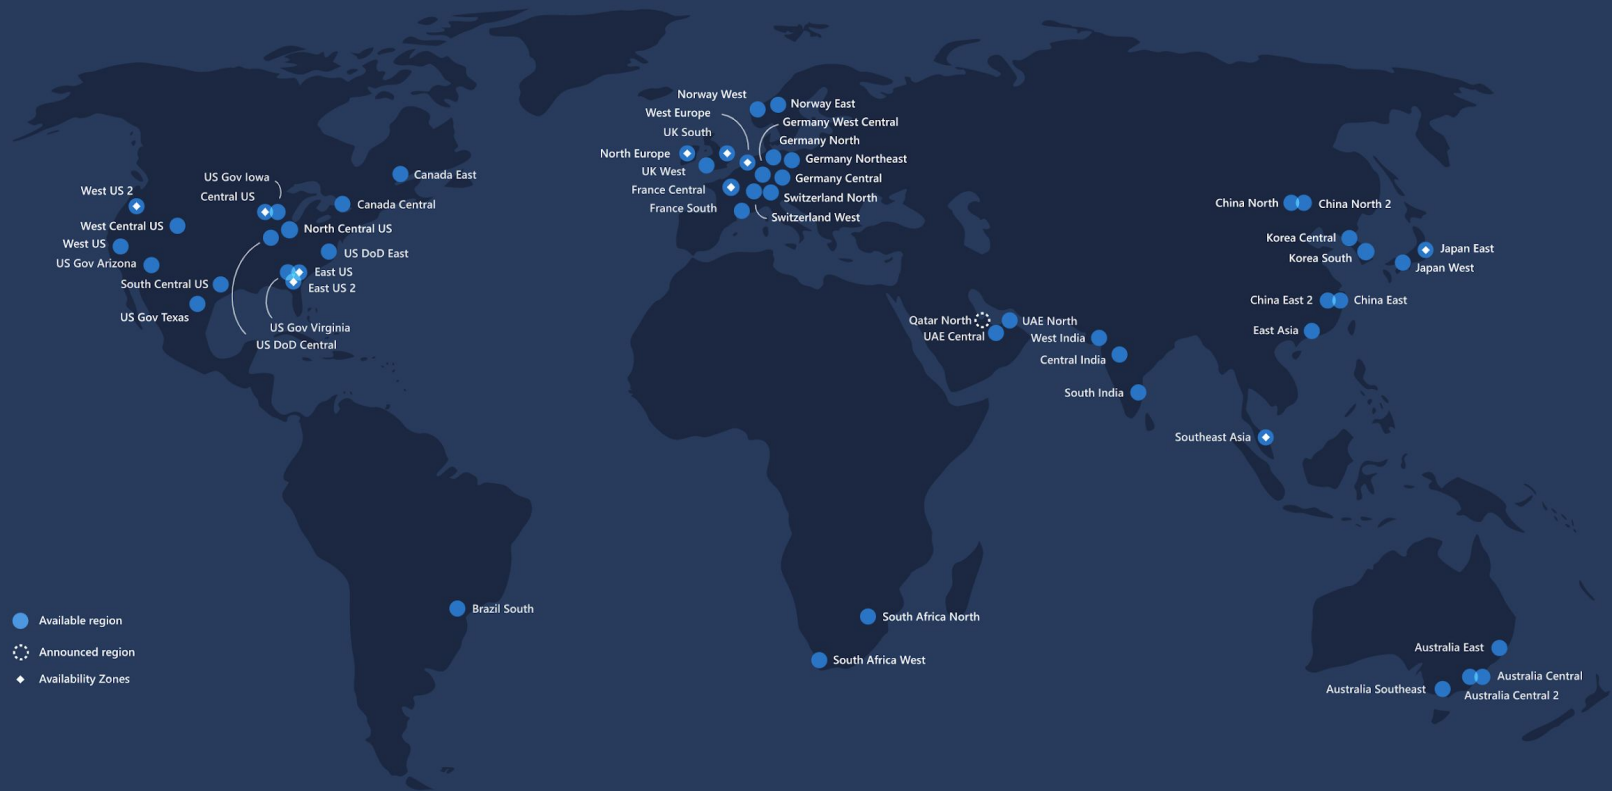 Norway West
Norway East
West Europe
Germany West Central
UK South
Germany North
North Europe
Germany Northeast
UK West
Germany Central
France Central
Switzerland North
France South
Switzerland West
Canada East
US Gov Iowa
West US 2
Central US
Canada Central
West Central US
North Central US
West US
US DoD East
US Gov Arizona
East US
South Central US
East US 2
US Gov Texas
US Gov Virginia
US DoD Central
China North
China North 2
Korea Central
Japan East
Korea South
Japan West
China East 2
China East
Qatar North
UAE North
East Asia
UAE Central
West India
Central India
South India
Southeast Asia
Brazil South
South Africa North
South Africa West
Australia East
Australia Central
Australia Southeast
Australia Central 2
Available region
Announced region
Availability Zones